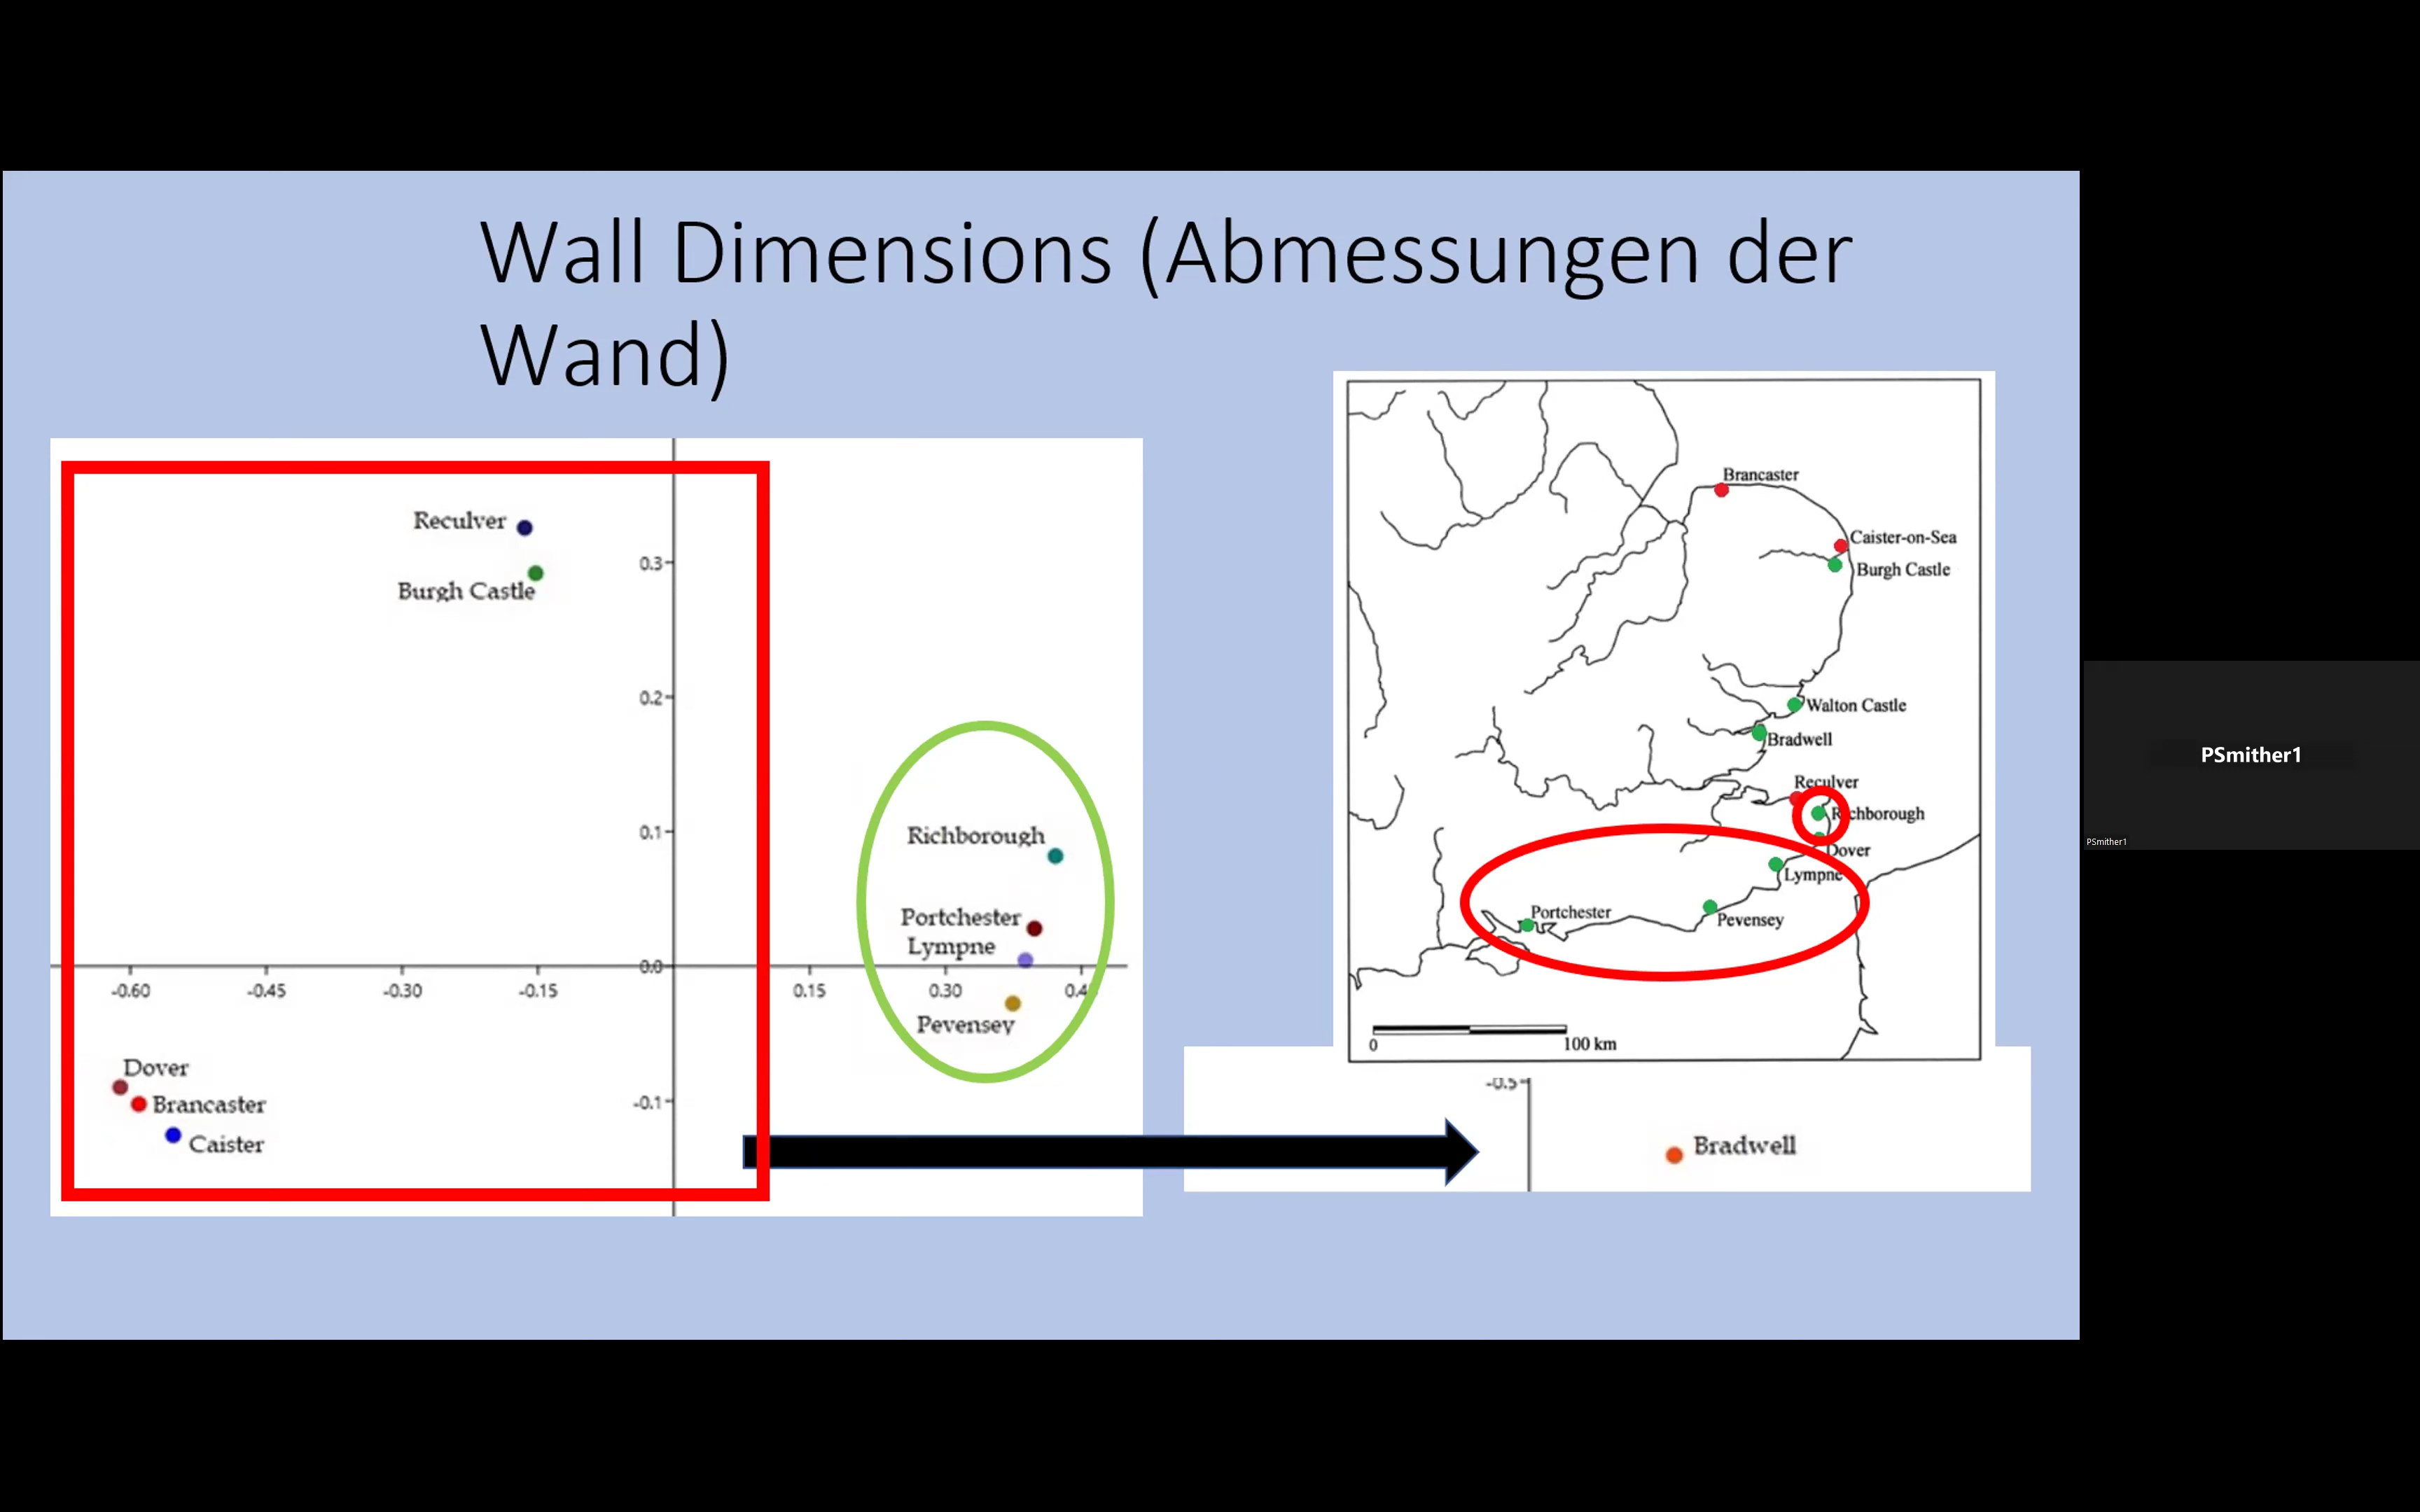 Wall Dimensions (Abmessungen der
Wand)
Reculver
Burgh Castle
0.3
0.2
0.1
0.0
-0.1
-0.60
-0.45
-0.30
-0.15
0.15
0.30
Richborough
Portchester
Lympne
Pevensey
Dover
Brancaster
Caister
Brancaster
Caister-on-Sea
Burgh Castle
Walton Castle
Bradwell
Reculver
Richborough
Dover
Lympne
Portchester
Pevensey
0
100 km
-0.5
Bradwell
PSmither1
PSmither1